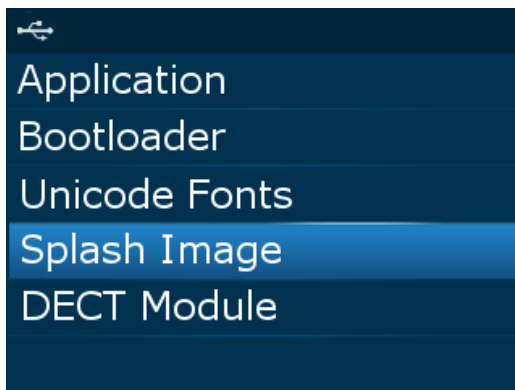 Application
Bootloader
Unicode Fonts
Splash Image
DECT Module